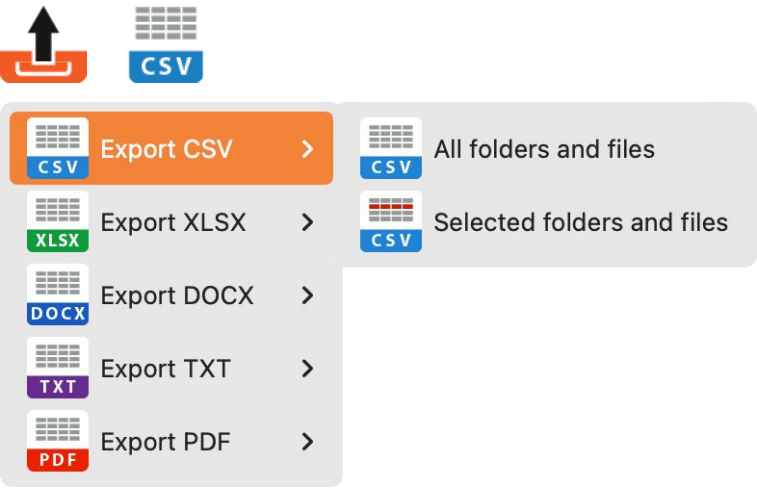 CSV
CSV Export CSV
CSV All folders and files
XLSX Export XLSX
CSV Selected folders and files
DOCX Export DOCX
TXT Export TXT
PDF Export PDF